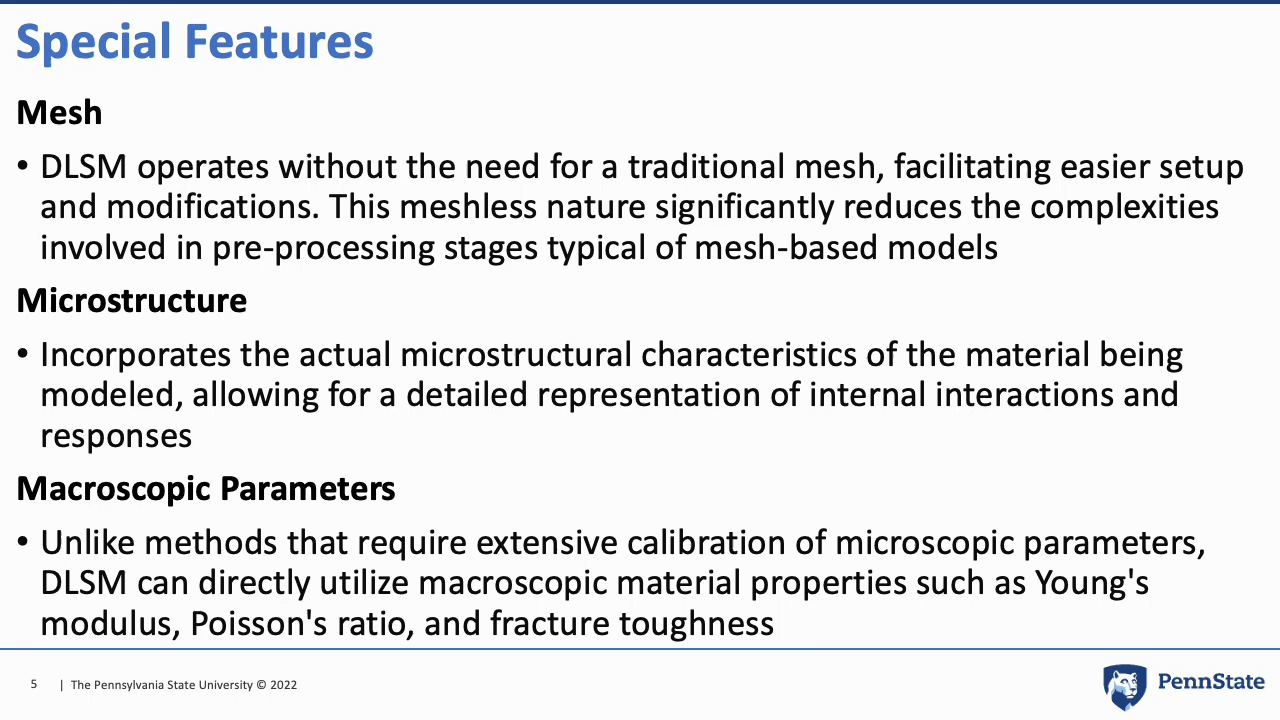 Special Features
Mesh
• DLSM operates without the need for a traditional mesh, facilitating easier setup
and modifications. This meshless nature significantly reduces the complexities
involved in pre-processing stages typical of mesh-based models
Microstructure
• Incorporates the actual microstructural characteristics of the material being
modeled, allowing for a detailed representation of internal interactions and
responses
Macroscopic Parameters
• Unlike methods that require extensive calibration of microscopic parameters,
DLSM can directly utilize macroscopic material properties such as Young's
modulus, Poisson's ratio, and fracture toughness
5 | The Pennsylvania State University © 2022
PennState